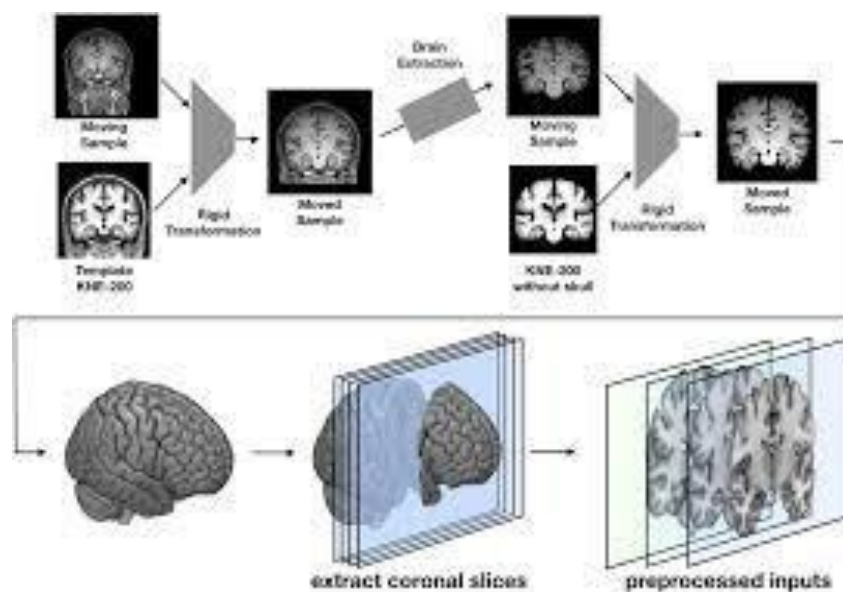 Moving
Sample
Template
KNE-200
Rigid
Transformation
Moved
Sample
Brain
Extraction
Moving
Sample
KNE-200
without skull
Rigid
Transformation
Moved
Sample
extract coronal slices
preprocessed inputs